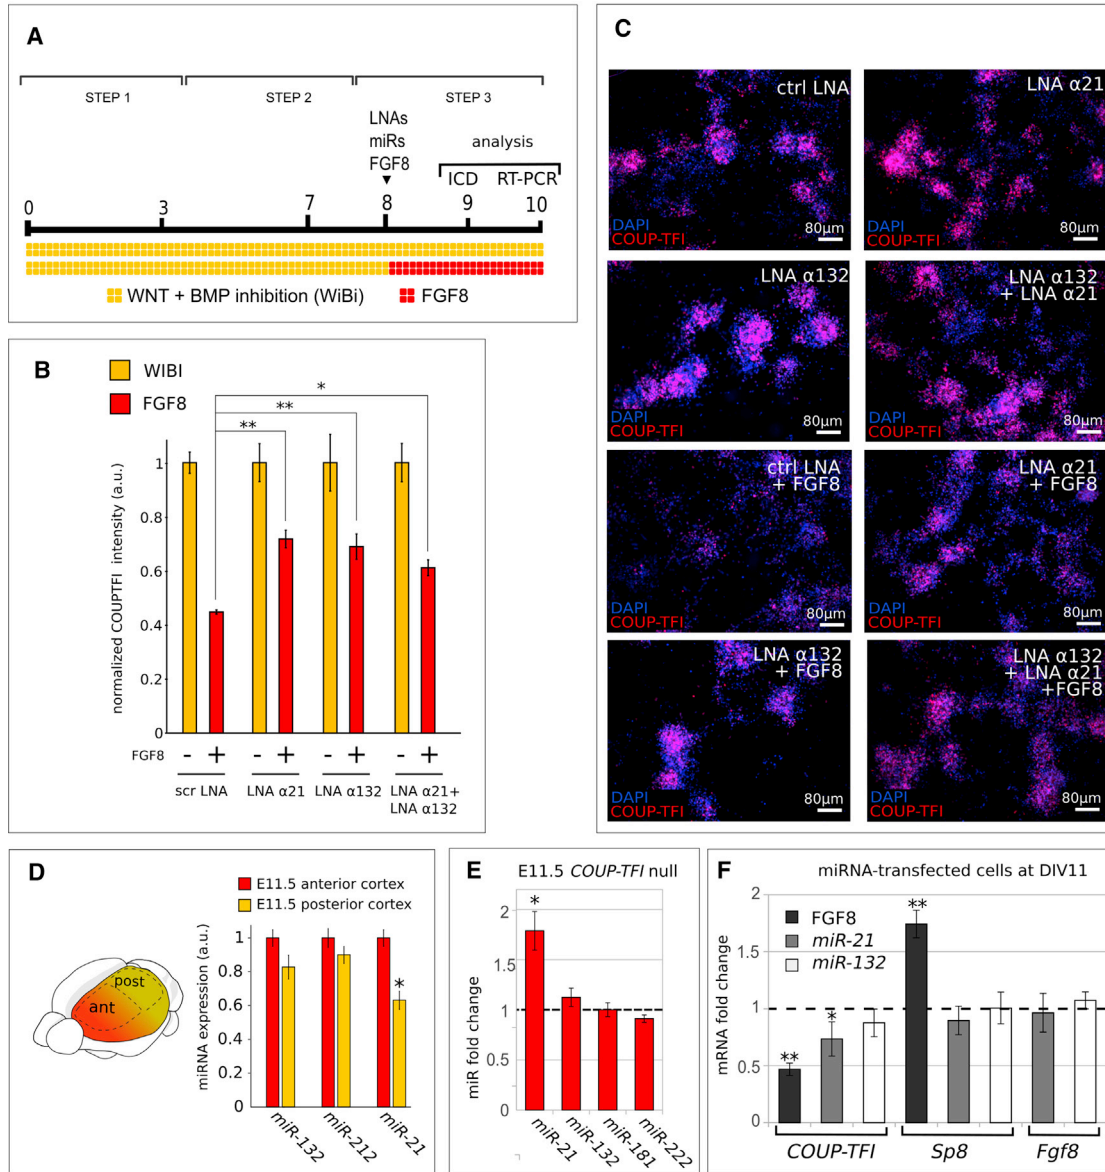 A
STEP 1
STEP 2
STEP 3
LNAs
miRs
FGF8
analysis
ICD
RT-PCR
0
3
7
8
9
10
WNT + BMP inhibition (WiBi)
FGF8
B
WIBI
FGF8
*
**
**
normalized COUPTFI intensity (a.u.)
1
0.8
0.6
0.4
0.2
0
FGF8
- + - + - + - +
scr LNA
LNA α21
LNA α132
LNA α21+
LNA α132
C
ctrl LNA
DAPI
COUP-TFI
80μm
LNA α21
DAPI
COUP-TFI
80μm
LNA α132
DAPI
COUP-TFI
80μm
LNA α132
+ LNA α21
DAPI
COUP-TFI
80μm
ctrl LNA
+ FGF8
DAPI
COUP-TFI
80μm
LNA α21
+ FGF8
DAPI
COUP-TFI
80μm
LNA α132
+ FGF8
DAPI
COUP-TFI
80μm
LNA α132
+ LNA α21
+FGF8
DAPI
COUP-TFI
80μm
D
E11.5 anterior cortex
E11.5 posterior cortex
post
ant
miRNA expression (a.u.)
1
0.8
0.6
0.4
0.2
0
*
miR-132
miR-212
miR-21
E
E11.5 COUP-TFI null
miR fold change
2
1.5
1
0.5
0
*
miR-21
miR-132
miR-181
miR-222
F
miRNA-transfected cells at DIV11
mRNA fold change
2
1.5
1
0.5
0
FGF8
miR-21
miR-132
**
*
**
COUP-TFI
Sp8
Fgf8